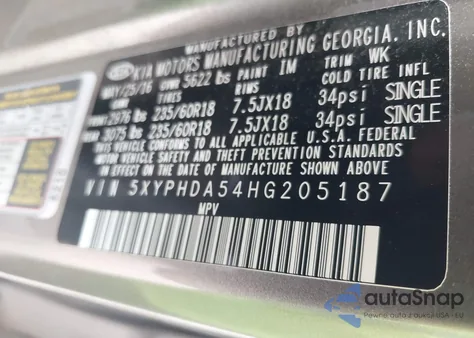 MANUFACTURED BY
KIA KIA MOTORS MANUFACTURING GEORGIA, INC.
MAY/25/16 GVWR 5622 lbs PAINT IM TRIM WK
TIRES RIMS COLD TIRE INFL
2976 lbs 235/60R18 7.5JX18 34psi SINGLE
3075 lbs 235/60R18 7.5JX18 34psi SINGLE
THIS VEHICLE CONFORMS TO ALL APPLICABLE U.S.A. FEDERAL
MOTOR VEHICLE SAFETY AND THEFT PREVENTION STANDARDS
IN EFFECT ON THE DATE OF MANUFACTURE SHOWN ABOVE
VIN 5XYPHDA54HG205187
MPV
autoSnap